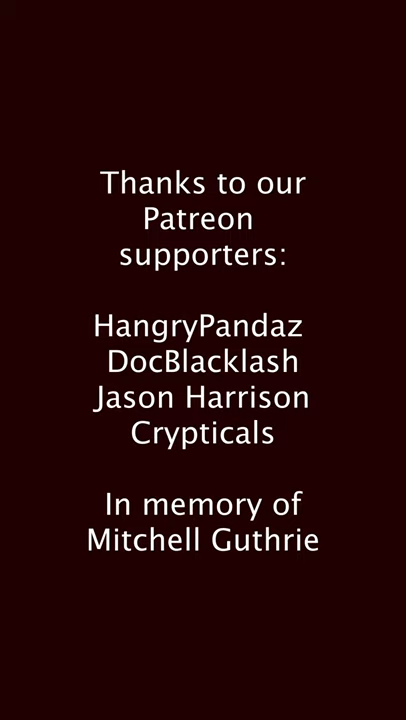 Thanks to our
Patreon
supporters:
HangryPandaz
DocBlacklash
Jason Harrison
Crypticals
In memory of
Mitchell Guthrie